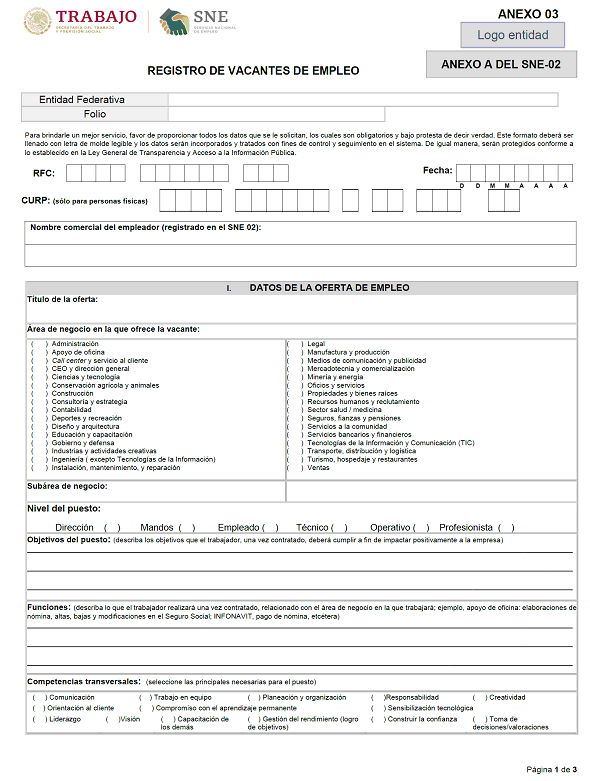 TRABAJO
SECRETARÍA DEL TRABAJO
Y PREVISIÓN SOCIAL
SNE
SERVICIO NACIONAL
DE EMPLEO
ANEXO 03
Logo entidad
ANEXO A DEL SNE-02
REGISTRO DE VACANTES DE EMPLEO
Entidad Federativa
Folio
Para brindarle un mejor servicio, favor de proporcionar todos los datos que se le solicitan, los cuales son obligatorios y bajo protesta de decir verdad. Este formato deberá ser
llenado con letra de molde legible y los datos serán incorporados y tratados con fines de control y seguimiento en el sistema. De igual manera, serán protegidos conforme a
lo establecido en la Ley General de Transparencia y Acceso a la Información Pública.
RFC:
Fecha:
D D M M A A A A
CURP: (sólo para personas físicas)
Nombre comercial del empleador (registrado en el SNE 02):
I. DATOS DE LA OFERTA DE EMPLEO
Título de la oferta:
Área de negocio en la que ofrece la vacante:
( ) Administración
( ) Apoyo de oficina
( ) Call center y servicio al cliente
( ) CEO y dirección general
( ) Ciencias y tecnología
( ) Conservación agrícola y animales
( ) Construcción
( ) Consultoría y estrategia
( ) Contabilidad
( ) Deportes y recreación
( ) Diseño y arquitectura
( ) Educación y capacitación
( ) Gobierno y defensa
( ) Industrias y actividades creativas
( ) Ingeniería ( excepto Tecnologías de la Información)
( ) Instalación, mantenimiento, y reparación
( ) Legal
( ) Manufactura y producción
( ) Medios de comunicación y publicidad
( ) Mercadotecnia y comercialización
( ) Minería y energía
( ) Oficios y servicios
( ) Propiedades y bienes raíces
( ) Recursos humanos y reclutamiento
( ) Sector salud / medicina
( ) Seguros, fianzas y pensiones
( ) Servicios a la comunidad
( ) Servicios bancarios y financieros
( ) Tecnologías de la Información y Comunicación (TIC)
( ) Transporte, distribución y logística
( ) Turismo, hospedaje y restaurantes
( ) Ventas
Subárea de negocio:
Nivel del puesto:
Dirección ( ) Mandos ( ) Empleado ( ) Técnico ( ) Operativo ( ) Profesionista ( )
Objetivos del puesto: (describa los objetivos que el trabajador, una vez contratado, deberá cumplir a fin de impactar positivamente a la empresa)
Funciones: (describa lo que el trabajador realizará una vez contratado, relacionado con el área de negocio en la que trabajará; ejemplo, apoyo de oficina: elaboraciones de
nómina, altas, bajas y modificaciones en el Seguro Social; INFONAVIT, pago de nómina, etcétera)
Competencias transversales: (seleccione las principales necesarias para el puesto)
( ) Comunicación ( ) Trabajo en equipo ( ) Planeación y organización ( )Responsabilidad ( ) Creatividad
( ) Orientación al cliente ( ) Compromiso con el aprendizaje permanente ( ) Sensibilización tecnológica
( ) Liderazgo ( )Visión ( ) Capacitación de ( ) Gestión del rendimiento (logro ( ) Construir la confianza ( ) Toma de
los demás de objetivos) decisiones/valoraciones
Página 1 de 3